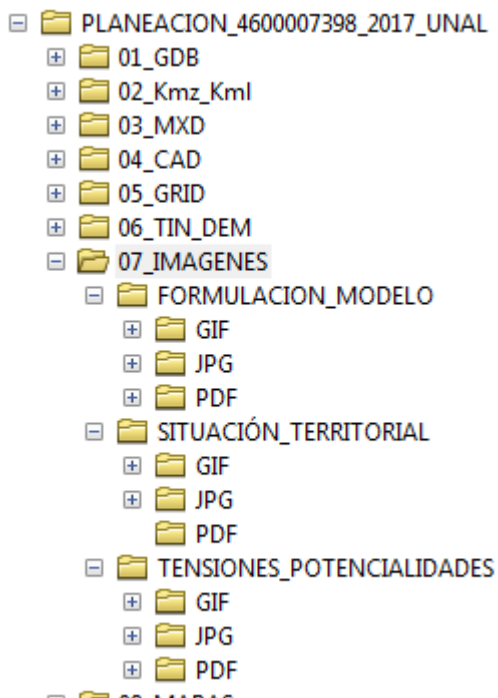 PLANEACION_4600007398_2017_UNAL
01_GDB
02_Kmz_Kml
03_MXD
04_CAD
05_GRID
06_TIN_DEM
07_IMAGENES
FORMULACION_MODELO
GIF
JPG
PDF
SITUACIÓN_TERRITORIAL
GIF
JPG
PDF
TENSIONES_POTENCIALIDADES
GIF
JPG
PDF